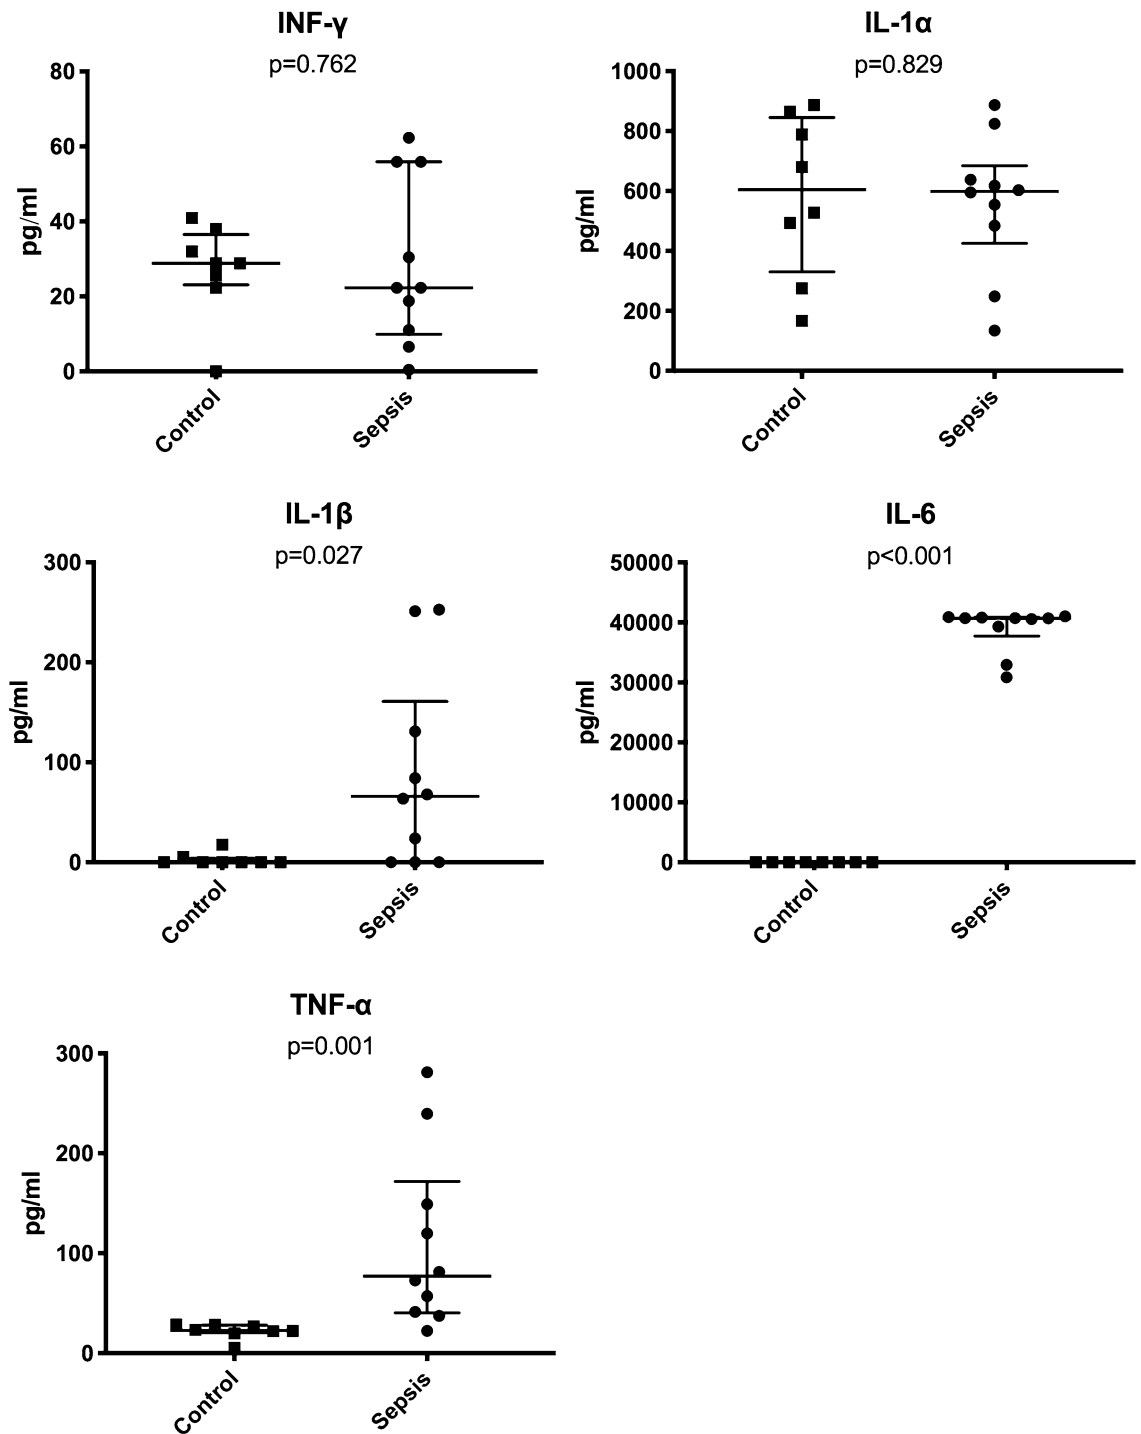 INF-γ
p=0.762
80
60
40
20
0
pg/ml
Control
Sepsis
IL-1α
p=0.829
1000
800
600
400
200
0
pg/ml
Control
Sepsis
IL-1β
p=0.027
300
200
100
0
pg/ml
Control
Sepsis
IL-6
p<0.001
50000
40000
30000
20000
10000
0
pg/ml
Control
Sepsis
TNF-α
p=0.001
300
200
100
0
pg/ml
Control
Sepsis